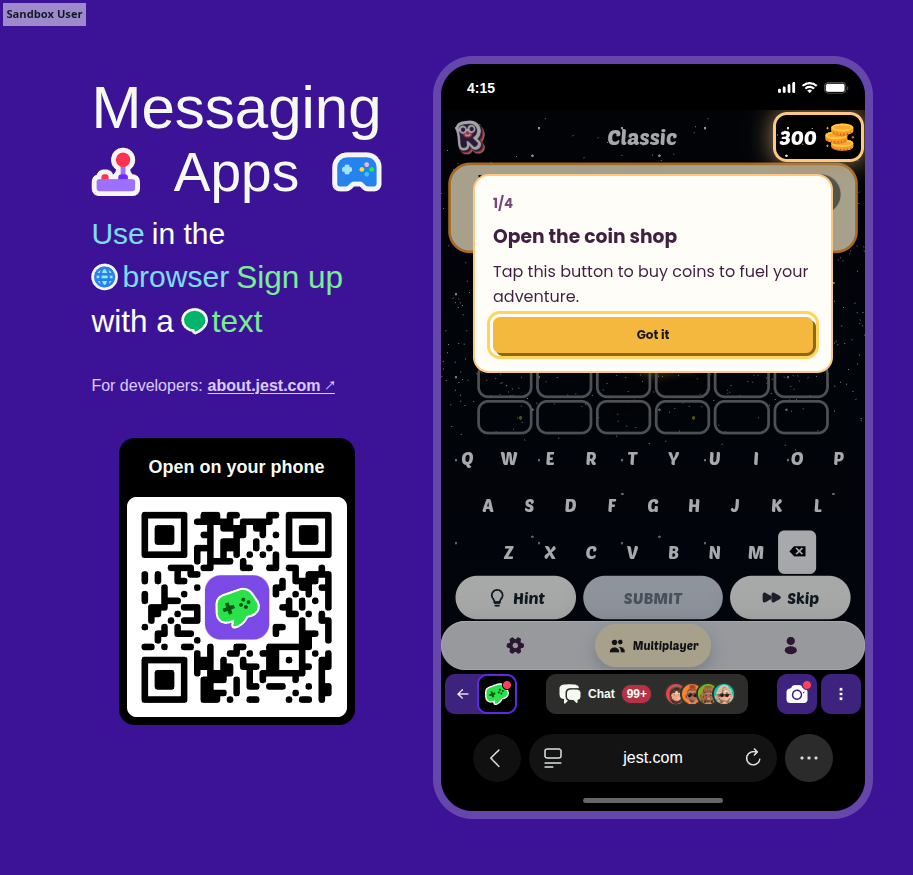 Sandbox User
Messaging
Apps
Use in the
browser Sign up
with a text
For developers: about.jest.com ↗
Open on your phone
4:15
Classic
300
1/4
Open the coin shop
Tap this button to buy coins to fuel your
adventure.
Got it
Q W E R T Y U I O P
A S D F G H J K L
Z X C V B N M
Hint SUBMIT Skip
Multiplayer
Chat 99+
jest.com